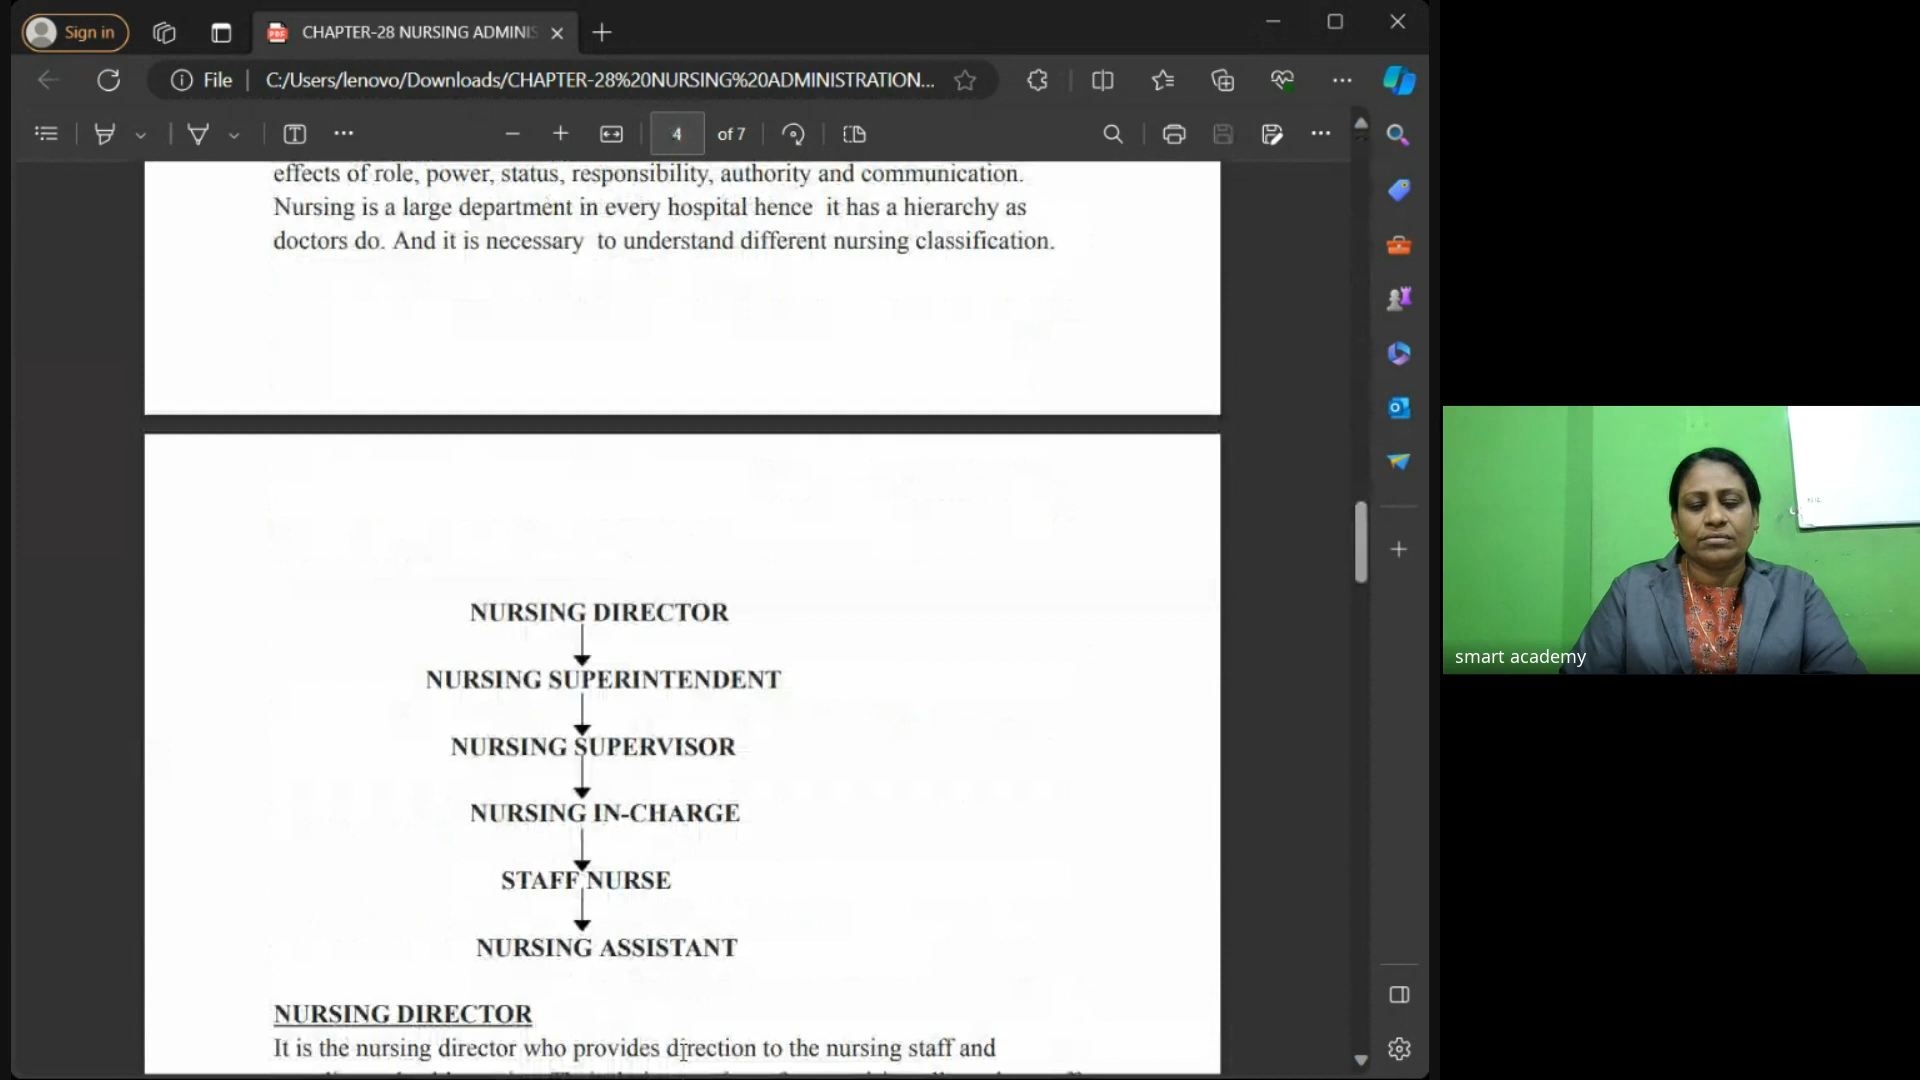 Sign in
CHAPTER-28 NURSING ADMINIS
File
C:/Users/lenovo/Downloads/CHAPTER-28%20NURSING%20ADMINISTRATION...
4 of 7
effects of role, power, status, responsibility, authority and communication.
Nursing is a large department in every hospital hence it has a hierarchy as
doctors do. And it is necessary to understand different nursing classification.
NURSING DIRECTOR
NURSING SUPERINTENDENT
NURSING SUPERVISOR
NURSING IN-CHARGE
STAFF NURSE
NURSING ASSISTANT
NURSING DIRECTOR
It is the nursing director who provides direction to the nursing staff and
smart academy